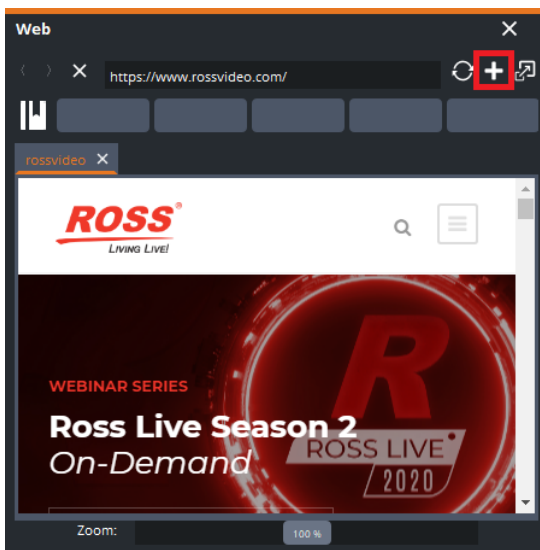 Web
https://www.rossvideo.com/
rossvideo
ROSS®
LIVING LIVE!
WEBINAR SERIES
Ross Live Season 2
On-Demand
R
ROSS LIVE
2020
Zoom:
100 %